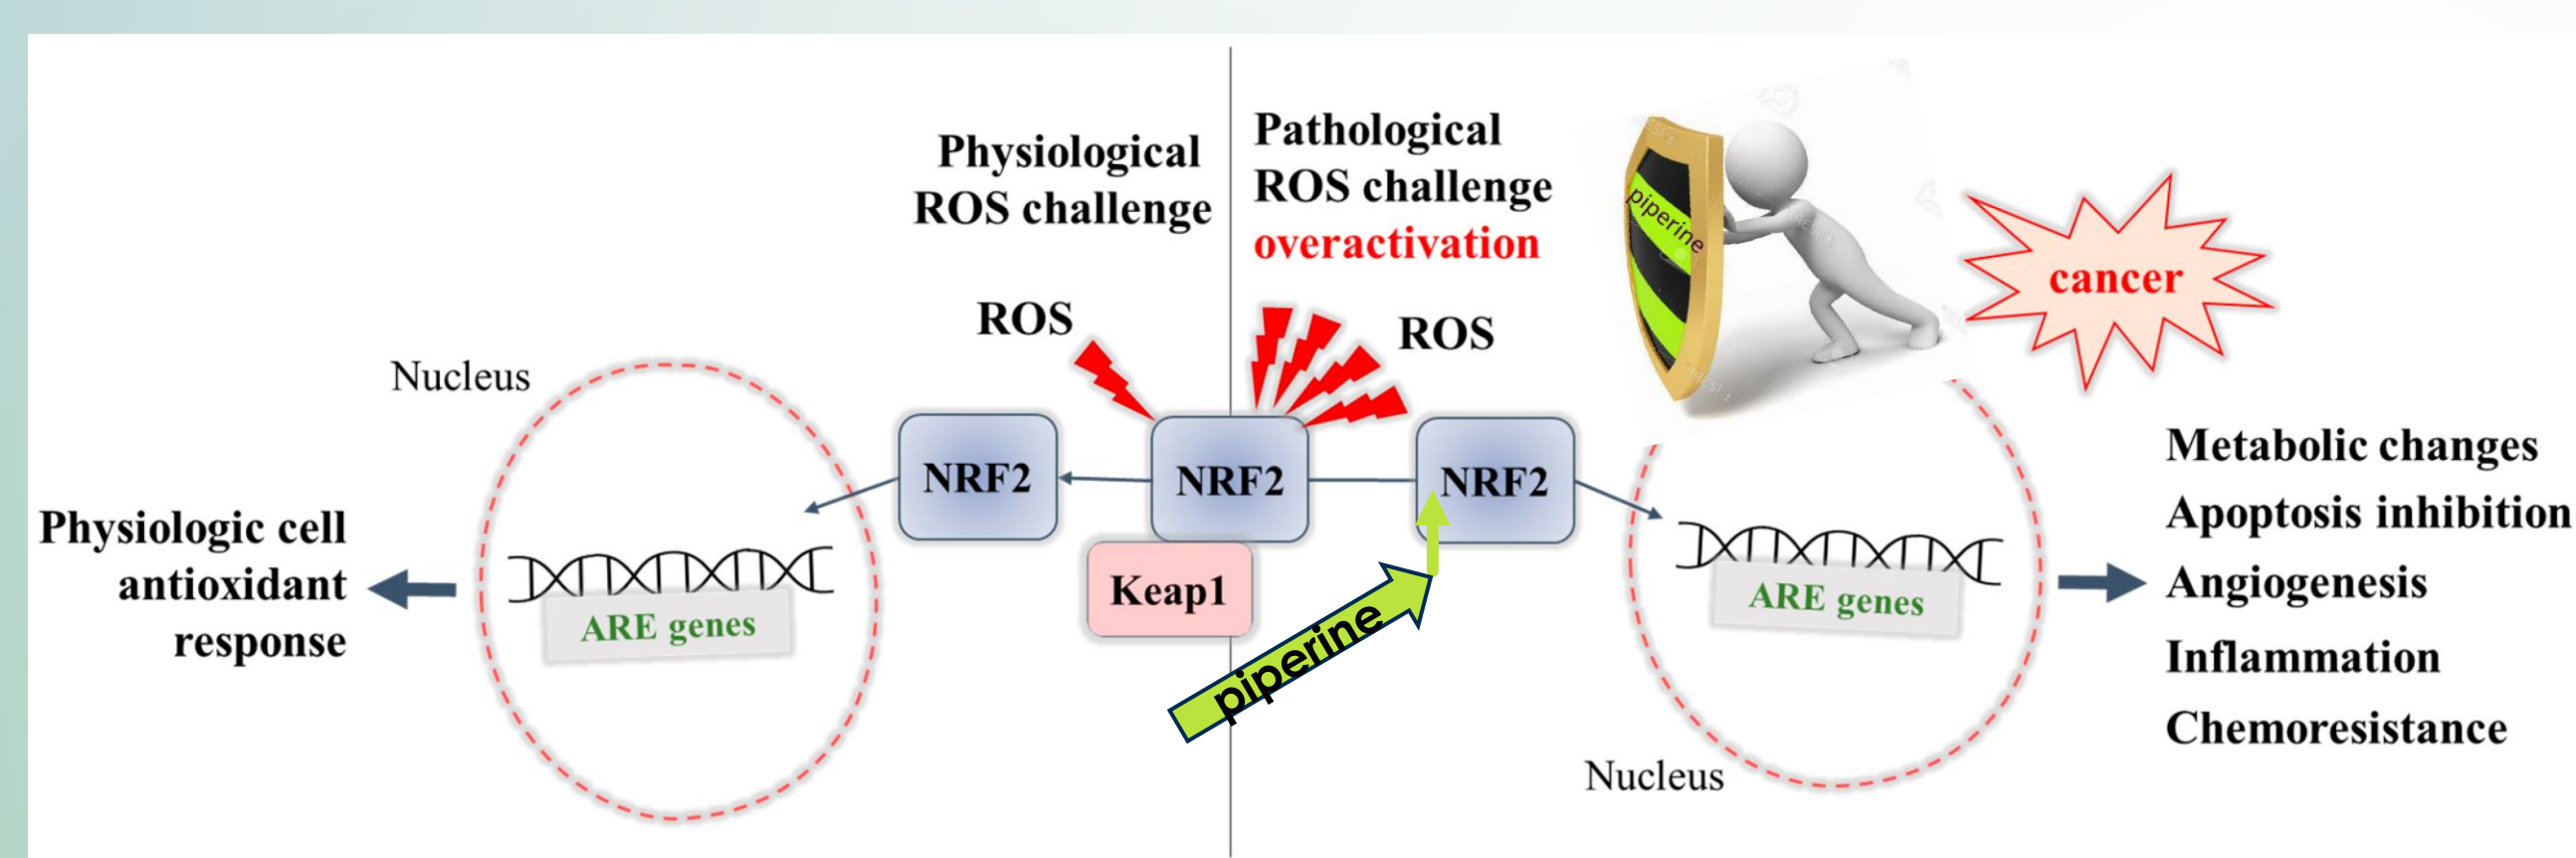 Physiological
ROS challenge
Pathological
ROS challenge
overactivation
piperine
cancer
ROS
ROS
Nucleus
NRF2
NRF2
NRF2
Keap1
piperine
Physiologic cell
antioxidant
response
ARE genes
ARE genes
Nucleus
Metabolic changes
Apoptosis inhibition
Angiogenesis
Inflammation
Chemoresistance